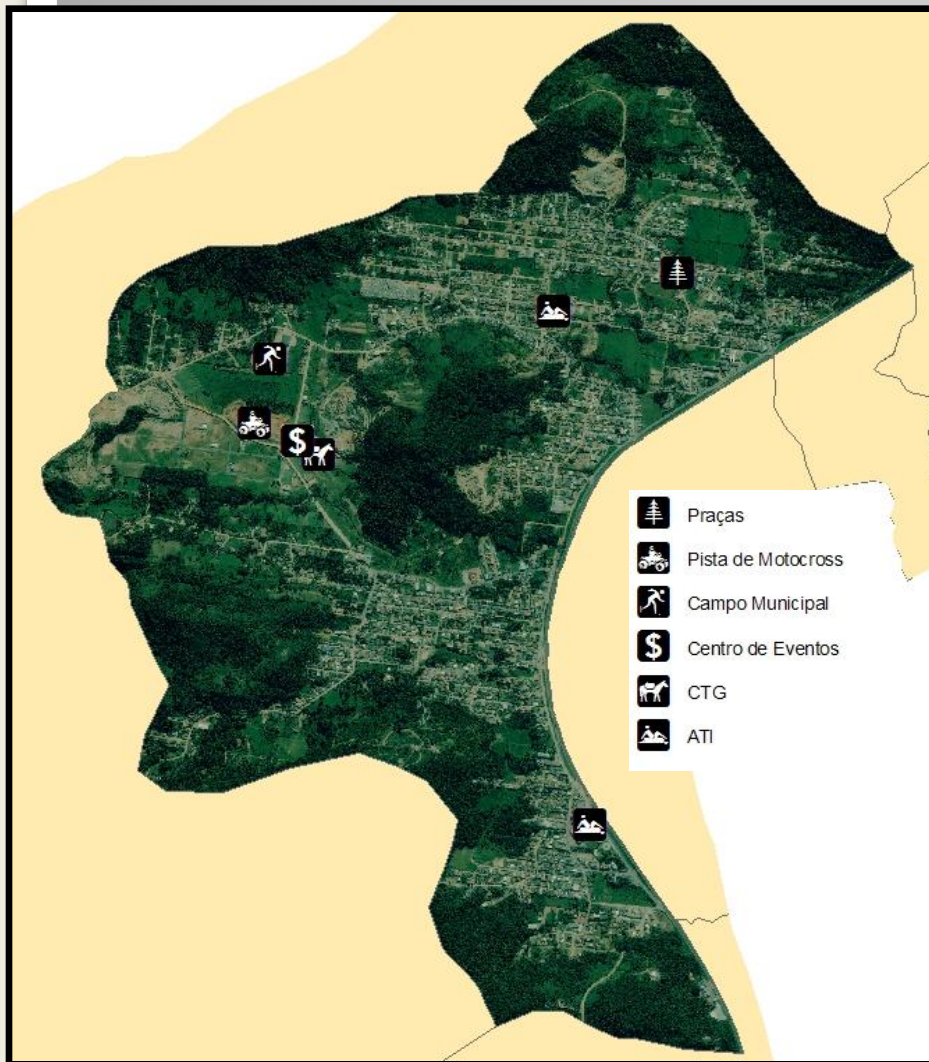 Praças
Pista de Motocross
Campo Municipal
$ Centro de Eventos
CTG
ATI